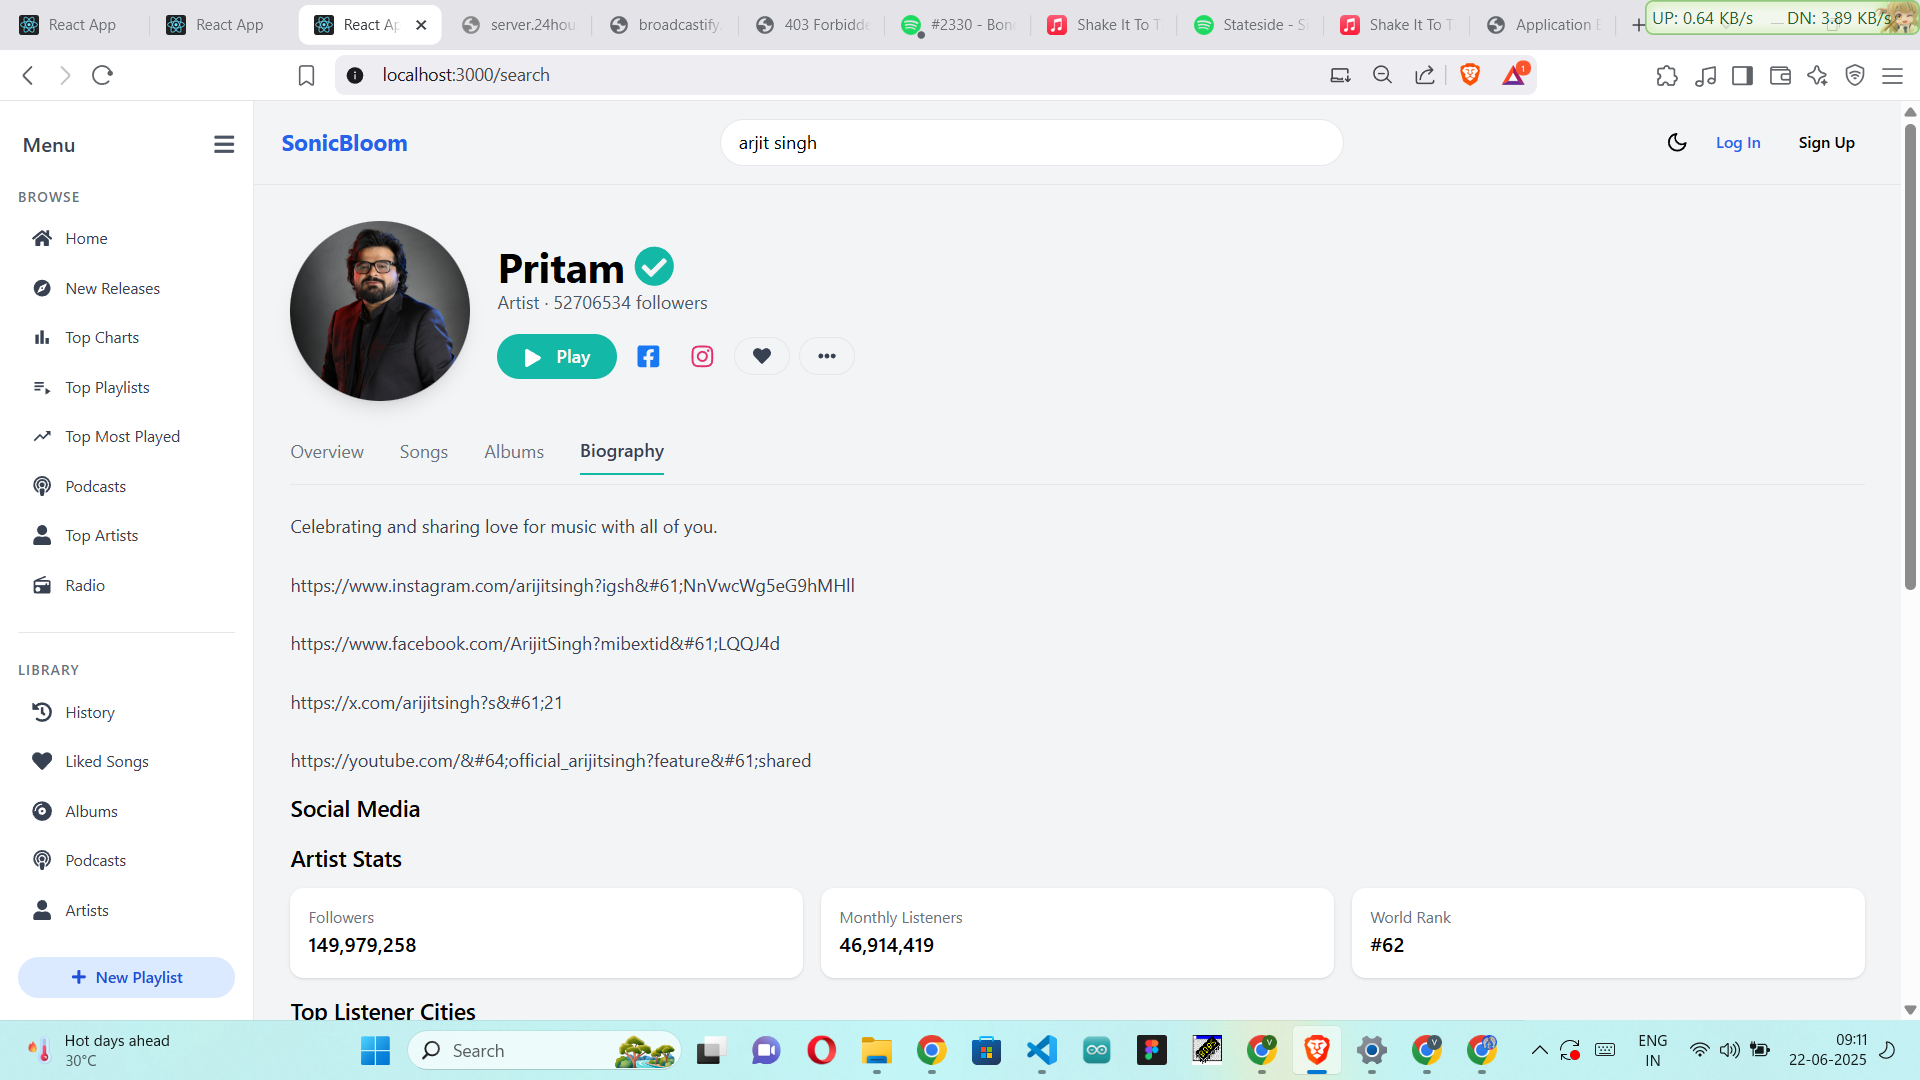 React App
React App
React Ap
server.24hou
broadcastify.
403 Forbidde
#2330 - Bon
Shake It To T
Stateside - S
Shake It To T
Application E
UP: 0.64 KB/s
DN: 3.89 KB/s
localhost:3000/search
1
Menu
SonicBloom
arjit singh
Log In
Sign Up
BROWSE
Home
New Releases
Top Charts
Top Playlists
Top Most Played
Podcasts
Top Artists
Radio
LIBRARY
History
Liked Songs
Albums
Podcasts
Artists
New Playlist
Pritam
Artist · 52706534 followers
Play
Overview
Songs
Albums
Biography
Celebrating and sharing love for music with all of you.
https://www.instagram.com/arijitsingh?igsh&#61;NnVwcWg5eG9hMHll
https://www.facebook.com/ArijitSingh?mibextid&#61;LQQJ4d
https://x.com/arijitsingh?s&#61;21
https://youtube.com/&#64;official_arijitsingh?feature&#61;shared
Social Media
Artist Stats
Followers
149,979,258
Monthly Listeners
46,914,419
World Rank
#62
Top Listener Cities
Hot days ahead
30°C
Search
ENG
IN
09:11
22-06-2025